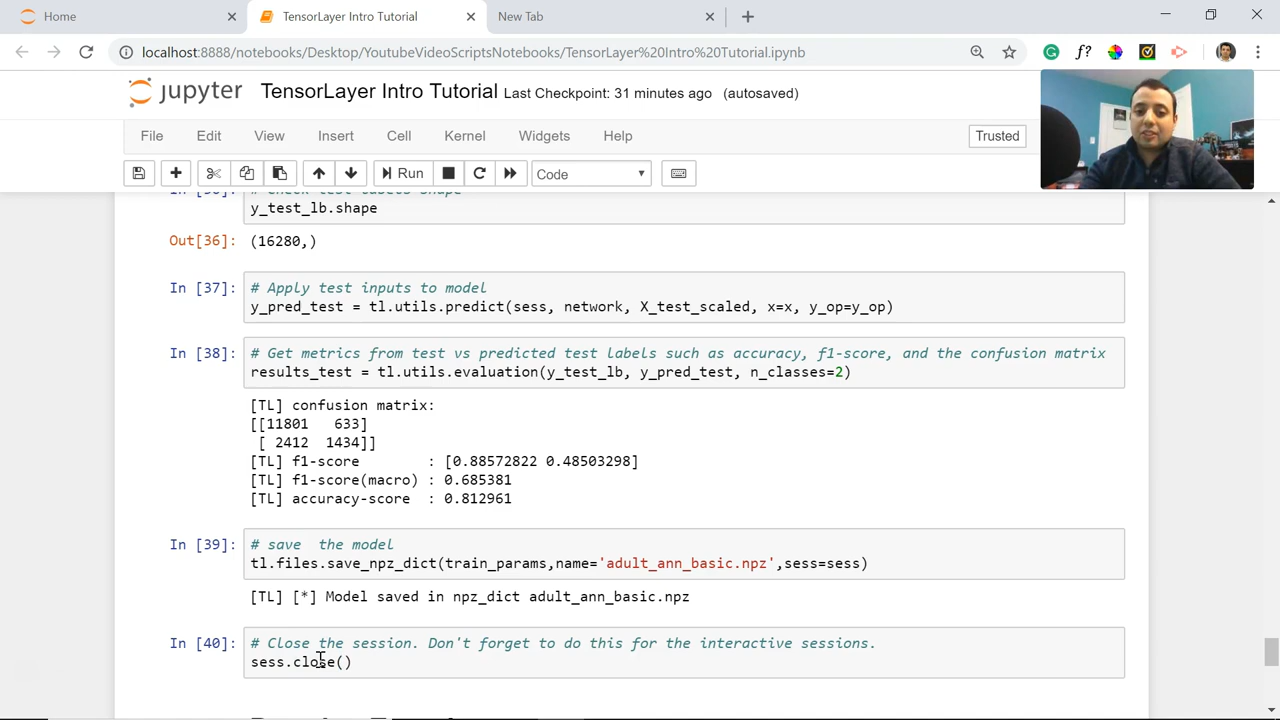 Home
TensorLayer Intro Tutorial
New Tab
localhost:8888/notebooks/Desktop/YoutubeVideoScriptsNotebooks/TensorLayer%20Intro%20Tutorial.ipynb
jupyter TensorLayer Intro Tutorial Last Checkpoint: 31 minutes ago (autosaved)
File Edit View Insert Cell Kernel Widgets Help Trusted
Run Code
# Check test labels shape
y_test_lb.shape
Out[36]: (16280,)
In [37]: # Apply test inputs to model
y_pred_test = tl.utils.predict(sess, network, X_test_scaled, x=x, y_op=y_op)
In [38]: # Get metrics from test vs predicted test labels such as accuracy, f1-score, and the confusion matrix
results_test = tl.utils.evaluation(y_test_lb, y_pred_test, n_classes=2)
[TL] confusion matrix:
[[11801 633]
[ 2412 1434]]
[TL] f1-score : [0.88572822 0.48503298]
[TL] f1-score(macro) : 0.685381
[TL] accuracy-score : 0.812961
In [39]: # save the model
tl.files.save_npz_dict(train_params,name='adult_ann_basic.npz',sess=sess)
[TL] [*] Model saved in npz_dict adult_ann_basic.npz
In [40]: # Close the session. Don't forget to do this for the interactive sessions.
sess.close()